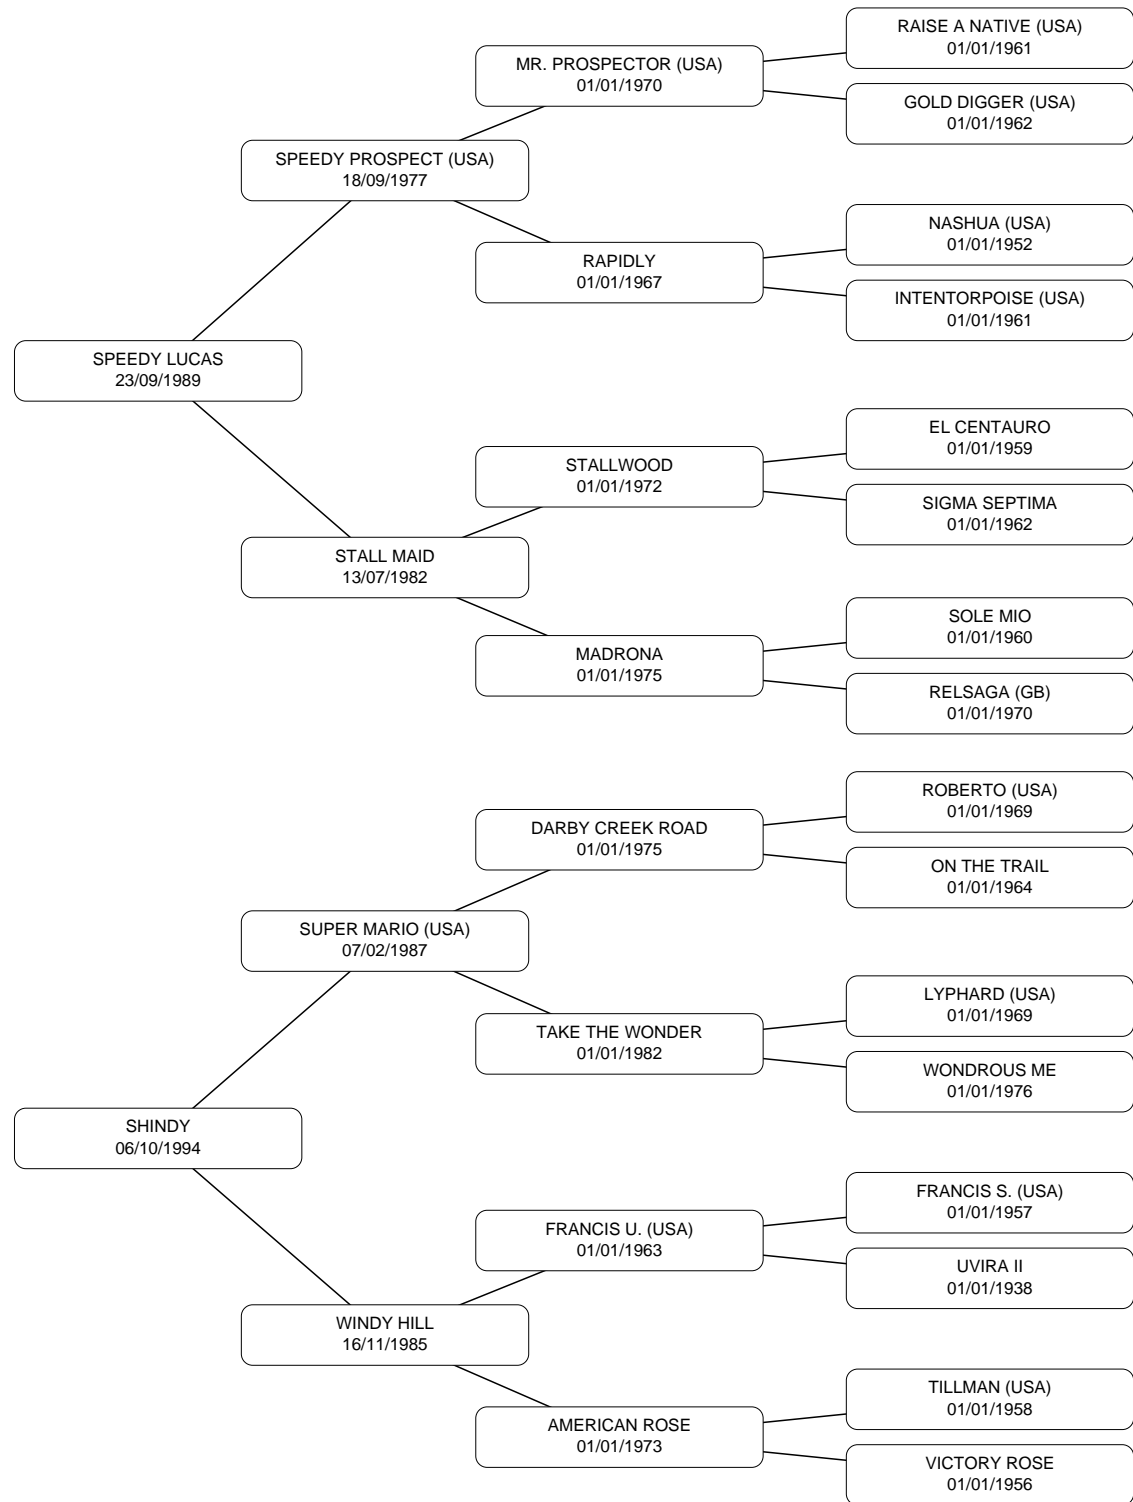 RAISE A NATIVE (USA)
01/01/1961
MR. PROSPECTOR (USA)
01/01/1970
GOLD DIGGER (USA)
01/01/1962
SPEEDY PROSPECT (USA)
18/09/1977
NASHUA (USA)
01/01/1952
RAPIDLY
01/01/1967
INTENTORPOISE (USA)
01/01/1961
SPEEDY LUCAS
23/09/1989
EL CENTAURO
01/01/1959
STALLWOOD
01/01/1972
SIGMA SEPTIMA
01/01/1962
STALL MAID
13/07/1982
SOLE MIO
01/01/1960
MADRONA
01/01/1975
RELSAGA (GB)
01/01/1970
ROBERTO (USA)
01/01/1969
DARBY CREEK ROAD
01/01/1975
ON THE TRAIL
01/01/1964
SUPER MARIO (USA)
07/02/1987
LYPHARD (USA)
01/01/1969
TAKE THE WONDER
01/01/1982
WONDROUS ME
01/01/1976
SHINDY
06/10/1994
FRANCIS S. (USA)
01/01/1957
FRANCIS U. (USA)
01/01/1963
UVIRA II
01/01/1938
WINDY HILL
16/11/1985
TILLMAN (USA)
01/01/1958
AMERICAN ROSE
01/01/1973
VICTORY ROSE
01/01/1956